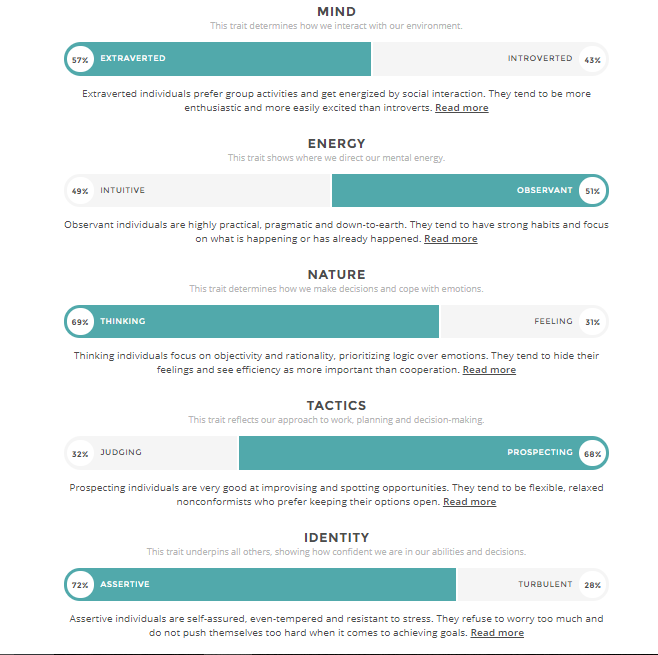 MIND
This trait determines how we interact with our environment.
57% EXTRAVERTED INTROVERTED 43%
Extraverted individuals prefer group activities and get energized by social interaction. They tend to be more
enthusiastic and more easily excited than introverts. Read more
ENERGY
This trait shows where we direct our mental energy.
49% INTUITIVE OBSERVANT 51%
Observant individuals are highly practical, pragmatic and down-to-earth. They tend to have strong habits and focus
on what is happening or has already happened. Read more
NATURE
This trait determines how we make decisions and cope with emotions.
69% THINKING FEELING 31%
Thinking individuals focus on objectivity and rationality, prioritizing logic over emotions. They tend to hide their
feelings and see efficiency as more important than cooperation. Read more
TACTICS
This trait reflects our approach to work, planning and decision-making.
32% JUDGING PROSPECTING 68%
Prospecting individuals are very good at improvising and spotting opportunities. They tend to be flexible, relaxed
nonconformists who prefer keeping their options open. Read more
IDENTITY
This trait underpins all others, showing how confident we are in our abilities and decisions.
72% ASSERTIVE TURBULENT 28%
Assertive individuals are self-assured, even-tempered and resistant to stress. They refuse to worry too much and
do not push themselves too hard when it comes to achieving goals. Read more